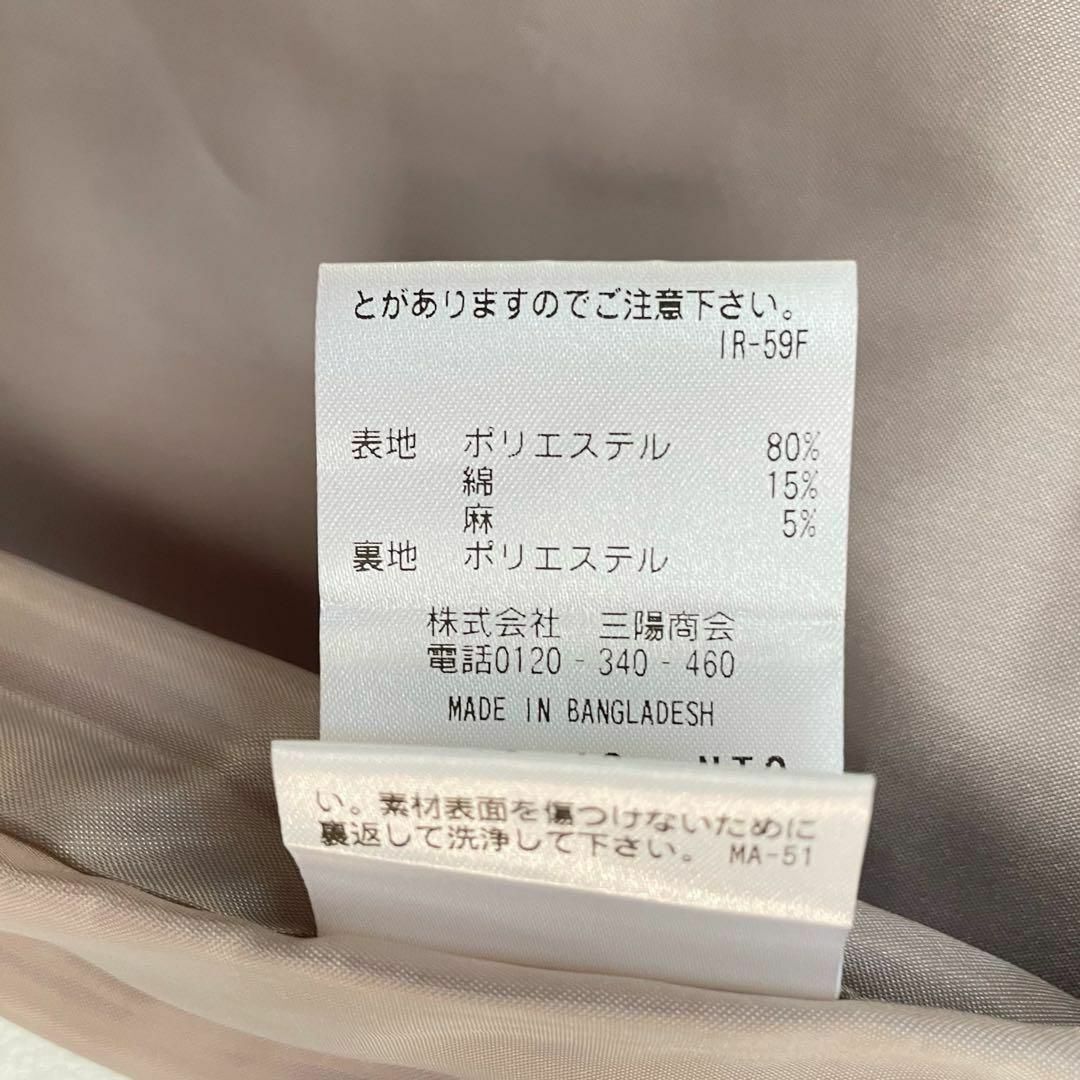 とがありますのでご注意下さい。
IR-59F
表地 ポリエステル 80%
綿 15%
麻 5%
裏地 ポリエステル
株式会社 三陽商会
電話0120-340-460
MADE IN BANGLADESH
い。素材表面を傷つけないために
裏返して洗浄して下さい。 MA-51